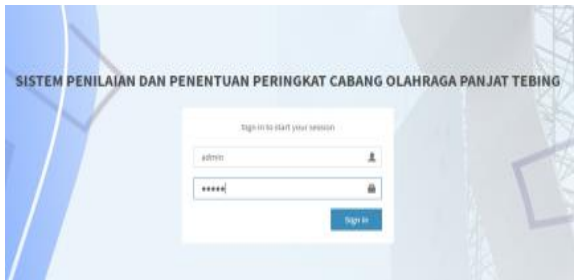 SISTEM PENILAIAN DAN PENENTUAN PERINGKAT CABANG OLAHRAGA PANJAT TEBING
Sign in to start your session
admin
*****
Sign In